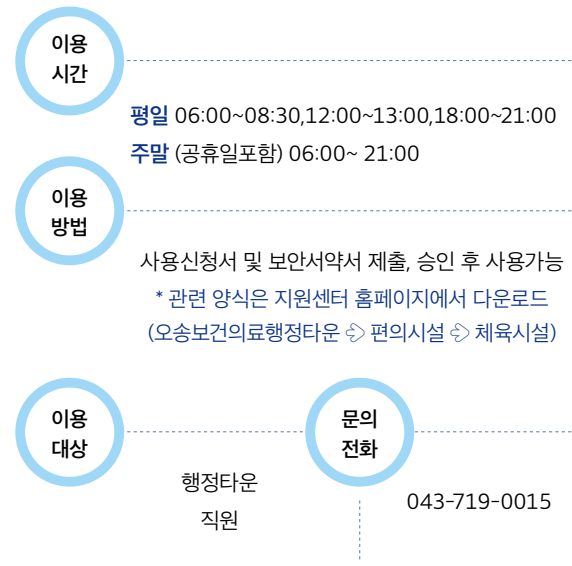 이용
시간
평일 06:00~08:30,12:00~13:00,18:00~21:00
주말 (공휴일포함) 06:00~ 21:00
이용
방법
사용신청서 및 보안서약서 제출, 승인 후 사용가능
* 관련 양식은 지원센터 홈페이지에서 다운로드
(오송보건의료행정타운 ➪ 편의시설 ➪ 체육시설)
이용
대상
행정타운
직원
문의
전화
043-719-0015